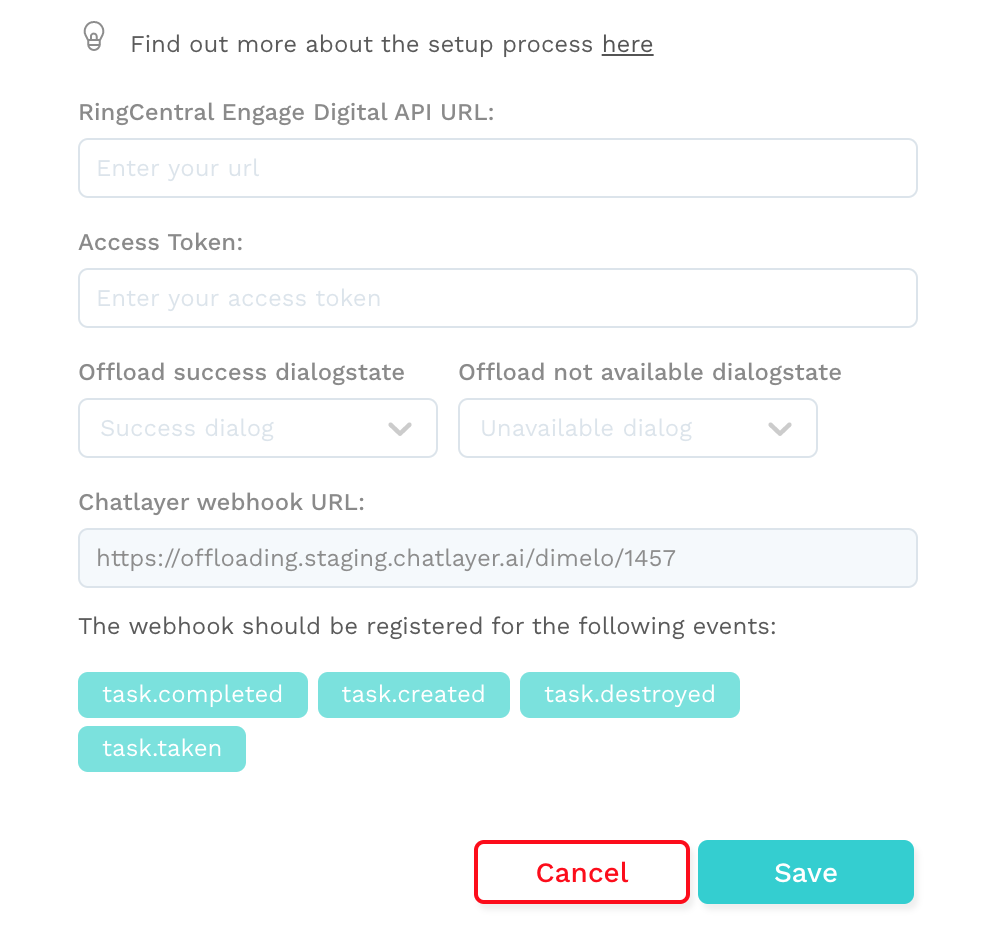 Find out more about the setup process here
RingCentral Engage Digital API URL:
Enter your url
Access Token:
Enter your access token
Offload success dialogstate
Offload not available dialogstate
Success dialog
Unavailable dialog
Chatlayer webhook URL:
https://offloading.staging.chatlayer.ai/dimelo/1457
The webhook should be registered for the following events:
task.completed task.created task.destroyed
task.taken
Cancel Save